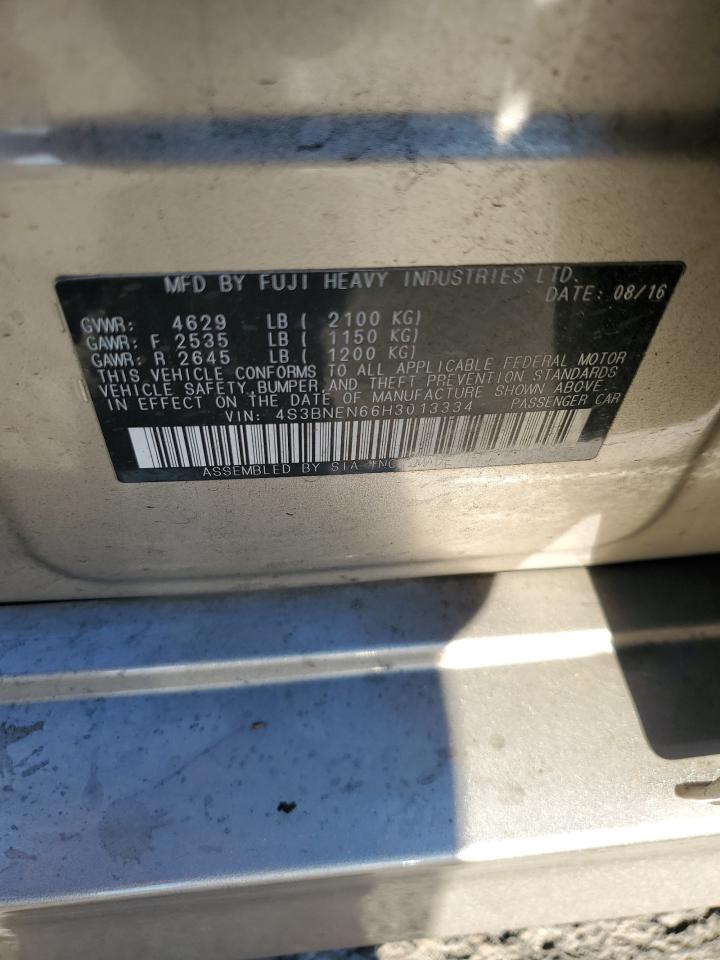 MFD BY FUJI HEAVY INDUSTRIES LTD.
DATE: 08/16
GVWR: 4629 LB ( 2100 KG)
GAWR: F 2535 LB ( 1150 KG)
GAWR: R 2645 LB ( 1200 KG)
THIS VEHICLE CONFORMS TO ALL APPLICABLE FEDERAL MOTOR
VEHICLE SAFETY, BUMPER, AND THEFT PREVENTION STANDARDS
IN EFFECT ON THE DATE OF MANUFACTURE SHOWN ABOVE.
VIN: 4S3BNEN66H3013334 PASSENGER CAR
ASSEMBLED BY SIA